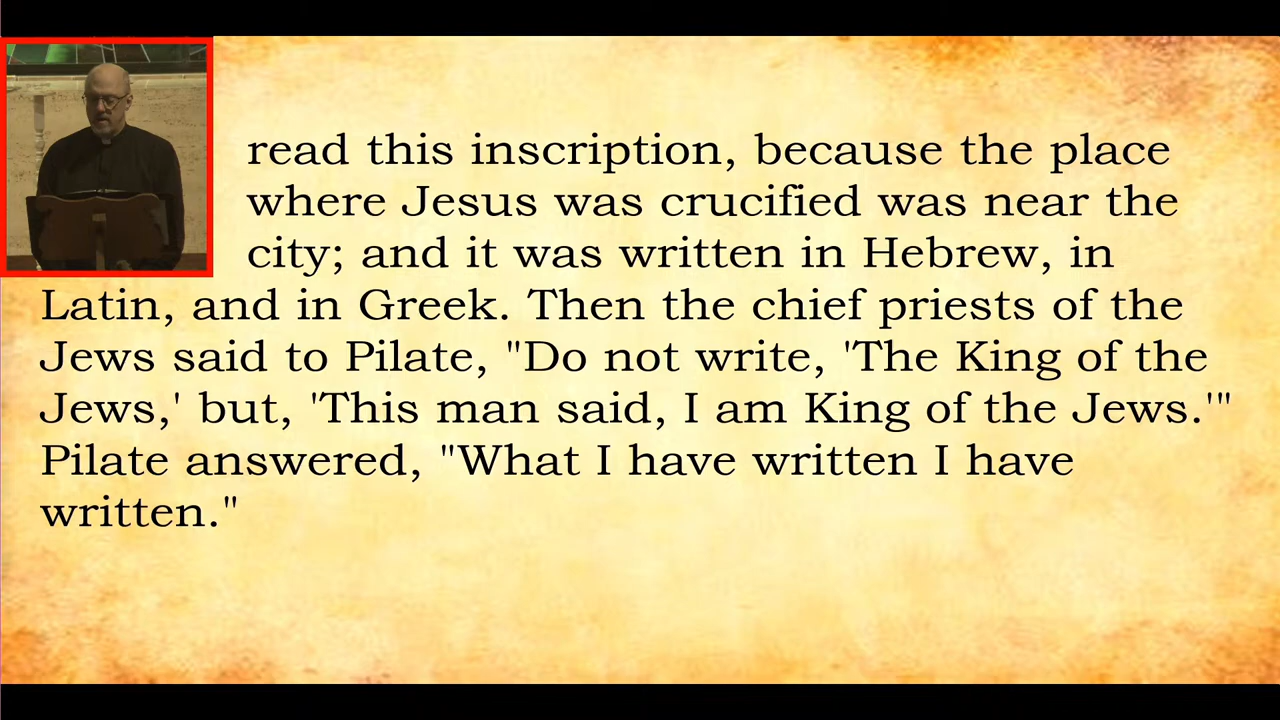 read this inscription, because the place
where Jesus was crucified was near the
city; and it was written in Hebrew, in
Latin, and in Greek. Then the chief priests of the
Jews said to Pilate, "Do not write, 'The King of the
Jews,' but, 'This man said, I am King of the Jews.'"
Pilate answered, "What I have written I have
written."